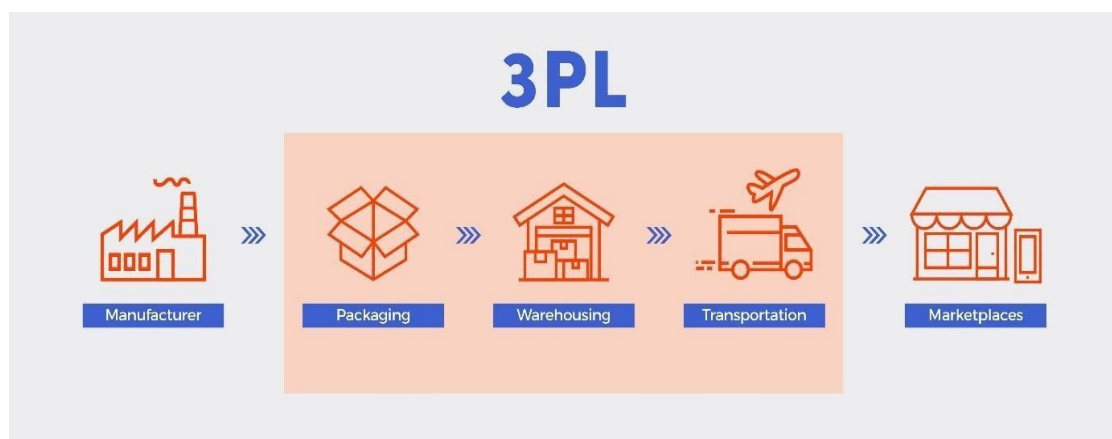 3PL
Manufacturer
Packaging
Warehousing
Transportation
Marketplaces